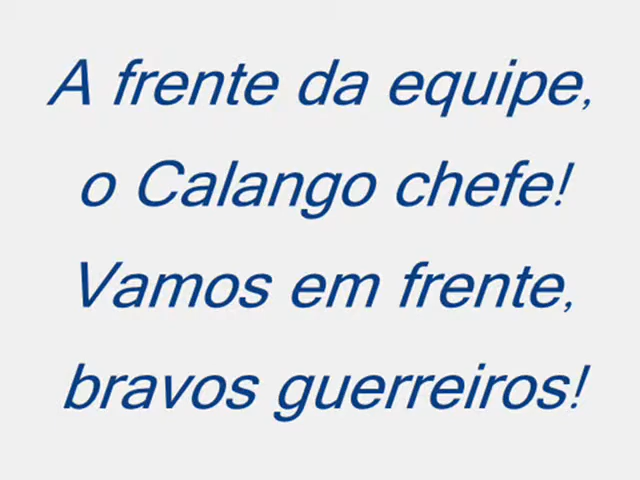 A frente da equipe,
o Calango chefe!
Vamos em frente,
bravos guerreiros!